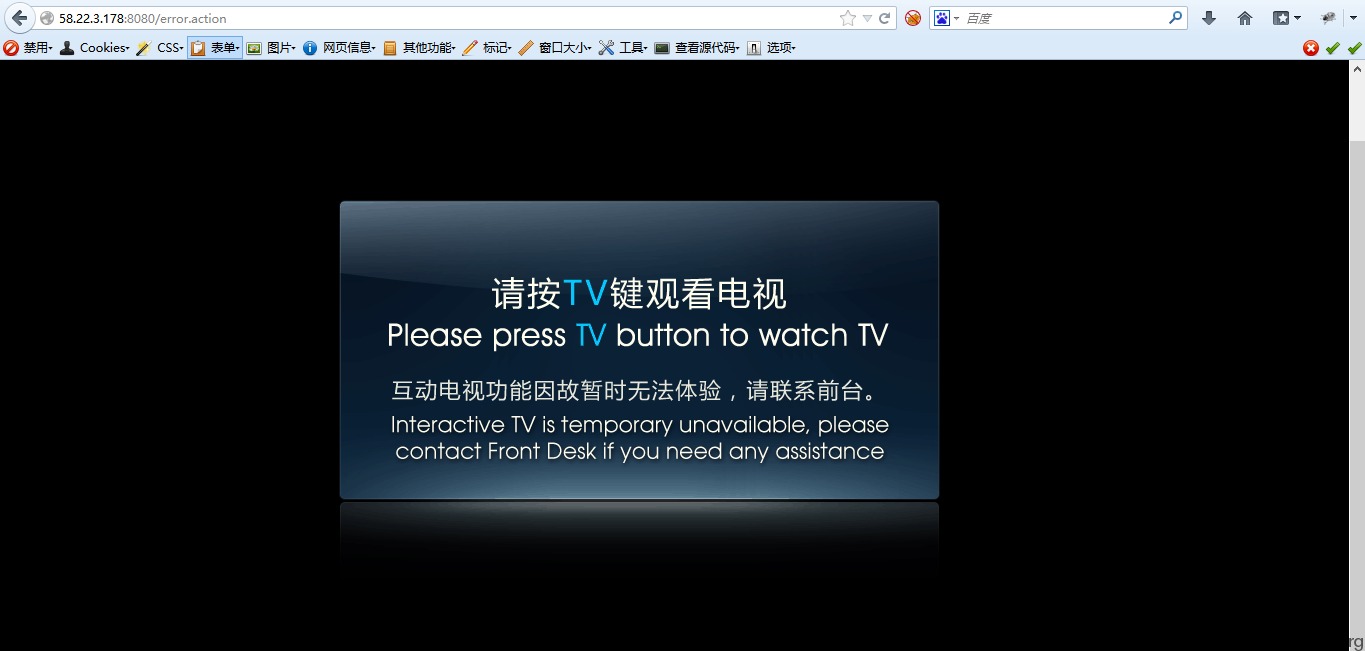 58.22.3.178:8080/error.action
百度
禁用
Cookies
CSS
表单
图片
网页信息
其他功能
标记
窗口大小
工具
查看源代码
选项
请按TV键观看电视
Please press TV button to watch TV
互动电视功能因故暂时无法体验，请联系前台。
Interactive TV is temporary unavailable, please
contact Front Desk if you need any assistance
rg